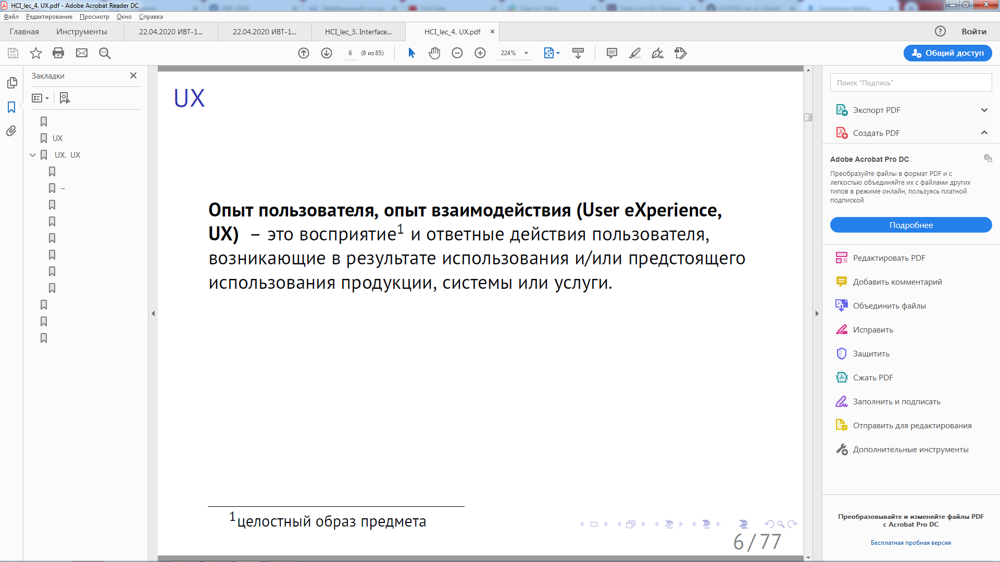 HCI_lec_4. UX.pdf - Adobe Acrobat Reader DC
Файл Редактирование Просмотр Окно Справка
Главная Инструменты 22.04.2020 ИВТ-1... 22.04.2020 ИВТ-1... HCI_lec_3. Interface... HCI_lec_4. UX.pdf Войти
6 (8 из 85) 224% Общий доступ
Закладки
UX
UX. UX
–
UX
Опыт пользователя, опыт взаимодействия (User eXperience,
UX) – это восприятие1 и ответные действия пользователя,
возникающие в результате использования и/или предстоящего
использования продукции, системы или услуги.
1целостный образ предмета
6/77
Поиск "Подпись"
Экспорт PDF
Создать PDF
Adobe Acrobat Pro DC
Преобразуйте файлы в формат PDF и с
легкостью объединяйте их с файлами других
типов в режиме онлайн, пользуясь платной
подпиской
Подробнее
Редактировать PDF
Добавить комментарий
Объединить файлы
Исправить
Защитить
Сжать PDF
Заполнить и подписать
Отправить для редактирования
Дополнительные инструменты
Преобразовывайте и изменяйте файлы PDF
с Acrobat Pro DC
Бесплатная пробная версия